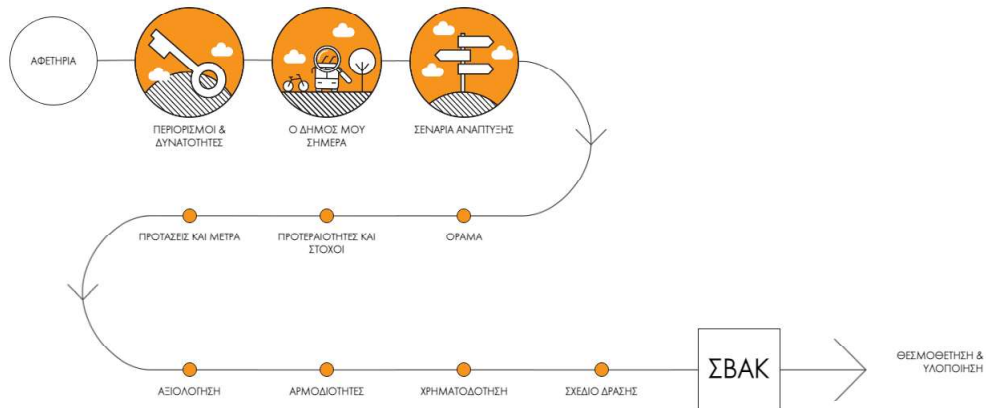 ΑΦΕΤΗΡΙΑ
ΠΕΡΙΟΡΙΣΜΟΙ &
ΔΥΝΑΤΟΤΗΤΕΣ
Ο ΔΗΜΟΣ ΜΟΥ
ΣΗΜΕΡΑ
ΣΕΝΑΡΙΑ ΑΝΑΠΤΥΞΗΣ
ΟΡΑΜΑ
ΠΡΟΤΕΡΑΙΟΤΗΤΕΣ ΚΑΙ
ΣΤΟΧΟΙ
ΠΡΟΤΑΣΕΙΣ ΚΑΙ ΜΕΤΡΑ
ΑΞΙΟΛΟΓΗΣΗ
ΑΡΜΟΔΙΟΤΗΤΕΣ
ΧΡΗΜΑΤΟΔΟΤΗΣΗ
ΣΧΕΔΙΟ ΔΡΑΣΗΣ
ΣΒΑΚ
ΘΕΣΜΟΘΕΤΗΣΗ &
ΥΛΟΠΟΙΗΣΗ